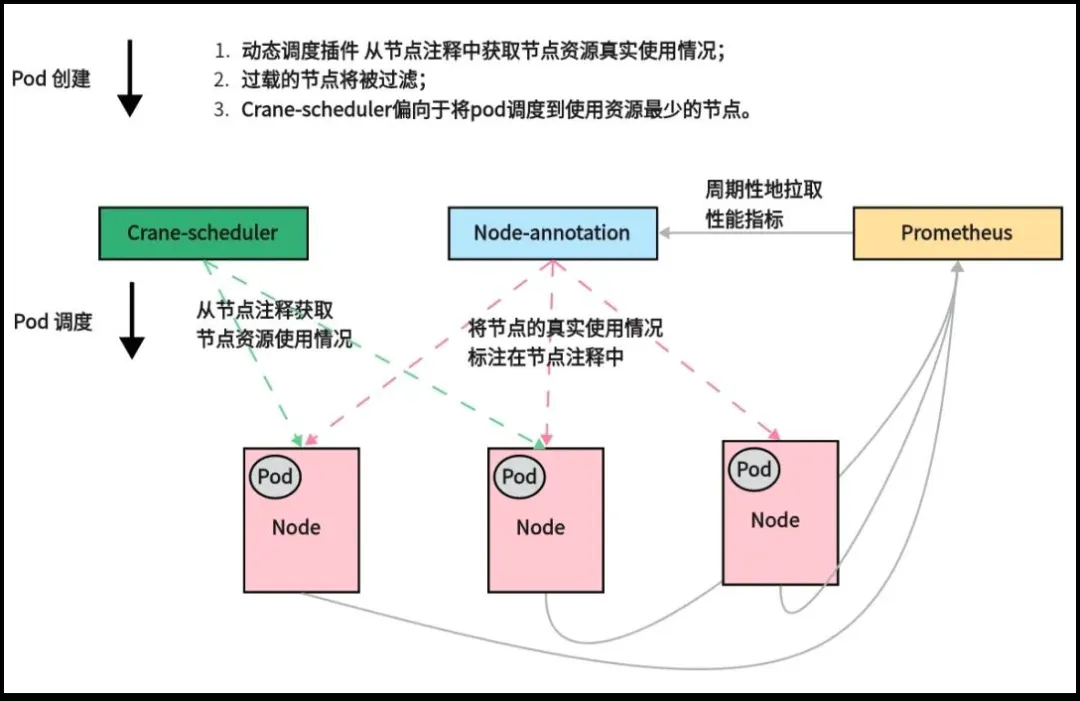 Pod 创建
1. 动态调度插件 从节点注释中获取节点资源真实使用情况;
2. 过载的节点将被过滤;
3. Crane-scheduler偏向于将pod调度到使用资源最少的节点。
周期性地拉取
性能指标
Crane-scheduler
Node-annotation
Prometheus
Pod 调度
从节点注释获取
节点资源使用情况
将节点的真实使用情况
标注在节点注释中
Pod
Node
Pod
Node
Pod
Node